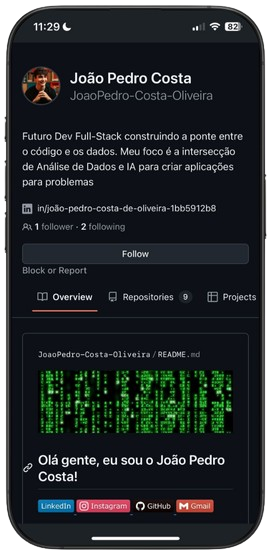 11:29
82
João Pedro Costa
JoaoPedro-Costa-Oliveira
Futuro Dev Full-Stack construindo a ponte entre
o código e os dados. Meu foco é a intersecção
de Análise de Dados e IA para criar aplicações
para problemas
in/joão-pedro-costa-de-oliveira-1bb5912b8
1 follower · 2 following
Follow
Block or Report
Overview
Repositories 9
Projects
JoaoPedro-Costa-Oliveira/README.md
Olá gente, eu sou o João Pedro
Costa!
LinkedIn
Instagram
GitHub
Gmail